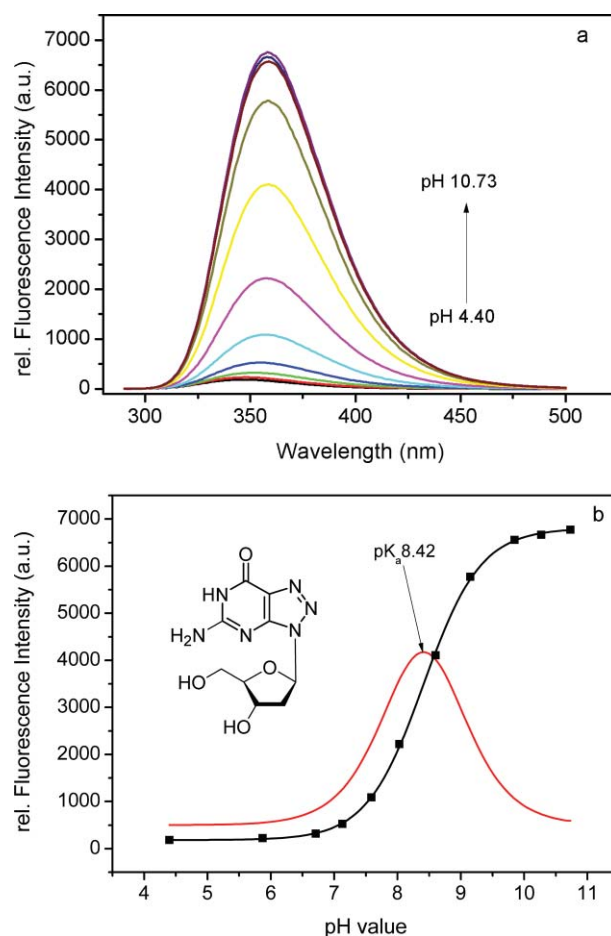 a
rel. Fluorescence Intensity (a.u.)
7000
6000
5000
4000
3000
2000
1000
0
pH 10.73
pH 4.40
300 350 400 450 500
Wavelength (nm)
b
rel. Fluorescence Intensity (a.u.)
7000
6000
5000
4000
3000
2000
1000
0
pKa 8.42
O
HN N
N
H2N N N
HO O
HO
4 5 6 7 8 9 10 11
pH value